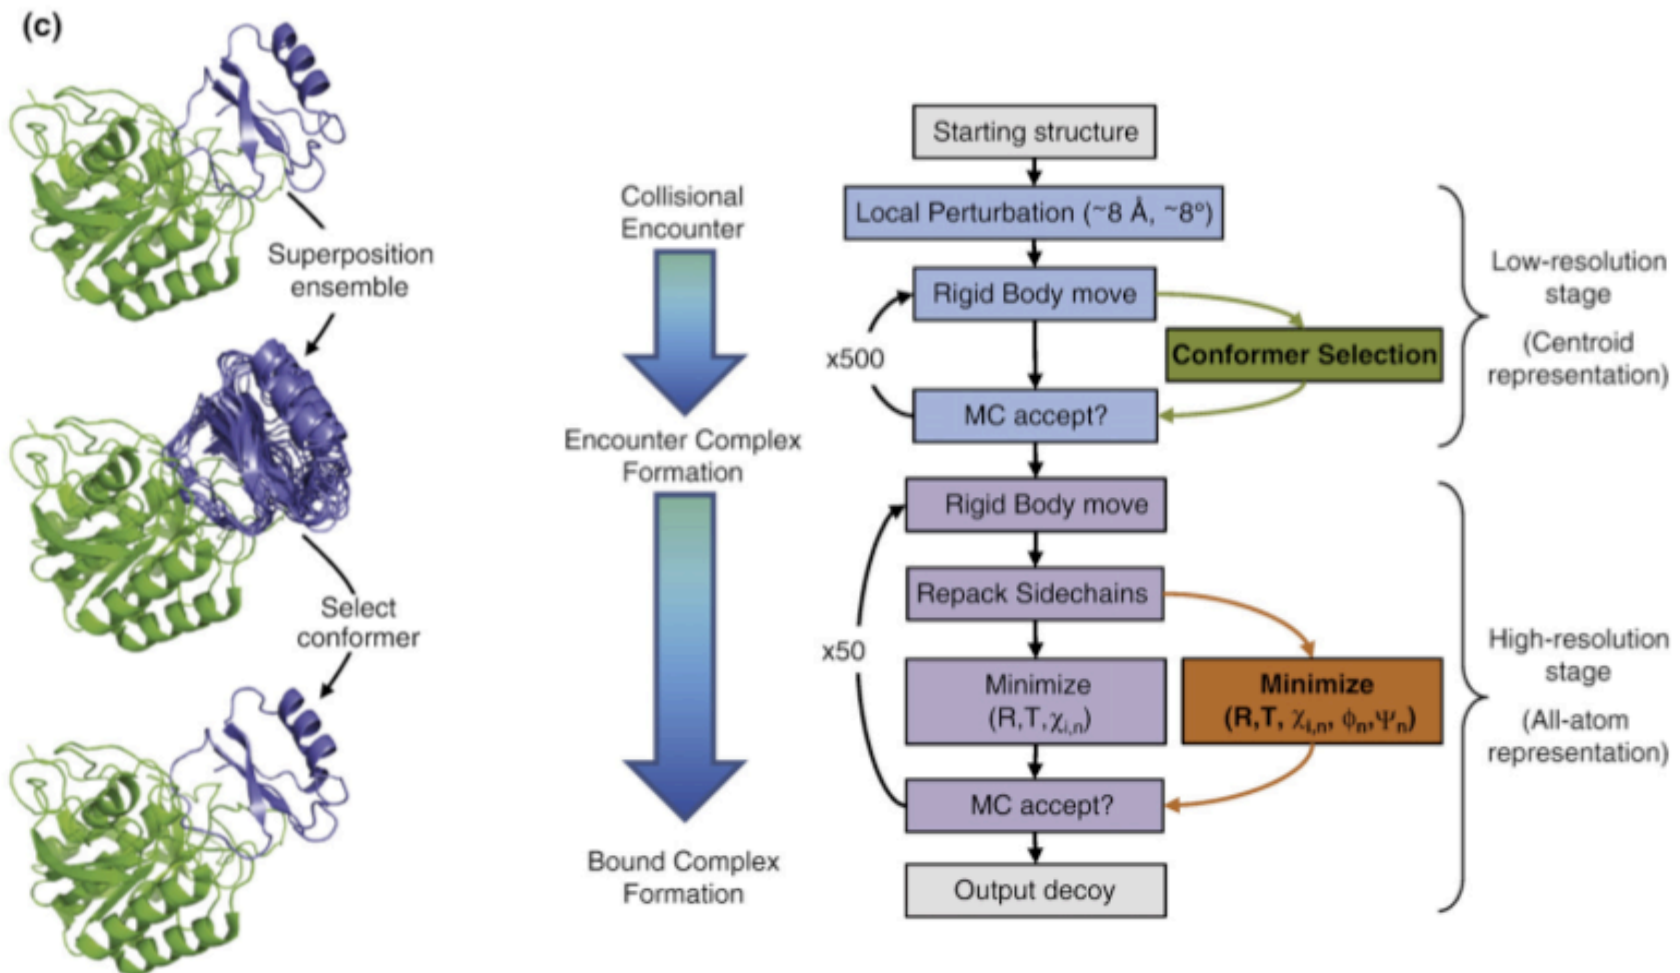 (c)
Superposition
ensemble
Select
conformer
Collisional
Encounter
Encounter Complex
Formation
Bound Complex
Formation
Starting structure
Local Perturbation (~8 Å, ~8°)
Rigid Body move
Conformer Selection
x500
MC accept?
Rigid Body move
Repack Sidechains
x50
Minimize
(R,T,χi,n)
Minimize
(R,T, χi,n, ϕn,Ψn)
MC accept?
Output decoy
Low-resolution
stage
(Centroid
representation)
High-resolution
stage
(All-atom
representation)